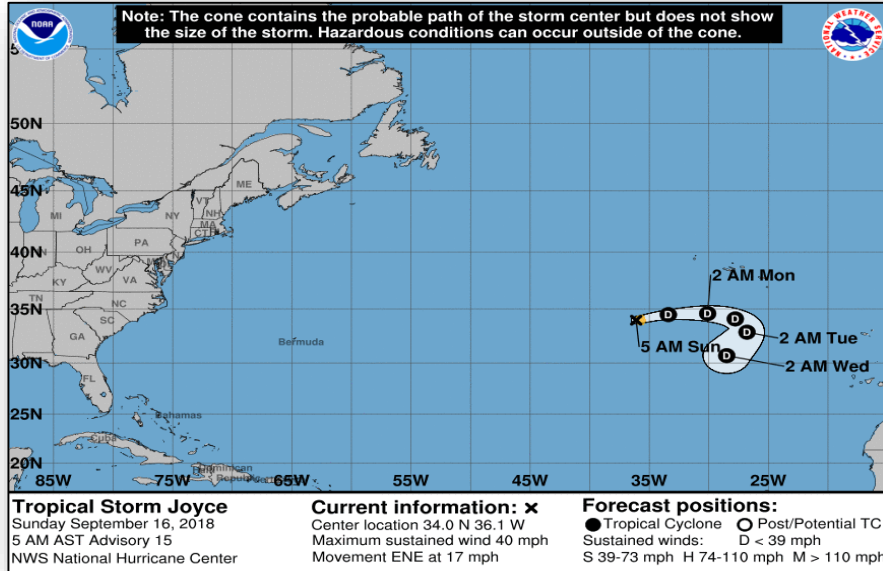 Note: The cone contains the probable path of the storm center but does not show
the size of the storm. Hazardous conditions can occur outside of the cone.
NOAA
NATIONAL WEATHER SERVICE
50N
45N
40N
35N
30N
25N
20N
85W 80W 75W 65W 55W 45W 35W 25W
ME
VT
NH
MA
CT
NY
MI
PA
OH
WV
VA
KY
TN
NC
SC
GA
FL
Bermuda
Bahamas
Cuba
Dominican
2 AM Mon
D D D D D
2 AM Tue
5 AM Sun
2 AM Wed
Tropical Storm Joyce
Sunday September 16, 2018
5 AM AST Advisory 15
NWS National Hurricane Center
Current information: x
Center location 34.0 N 36.1 W
Maximum sustained wind 40 mph
Movement ENE at 17 mph
Forecast positions:
Tropical Cyclone Post/Potential TC
Sustained winds: D < 39 mph
S 39-73 mph H 74-110 mph M > 110 mph